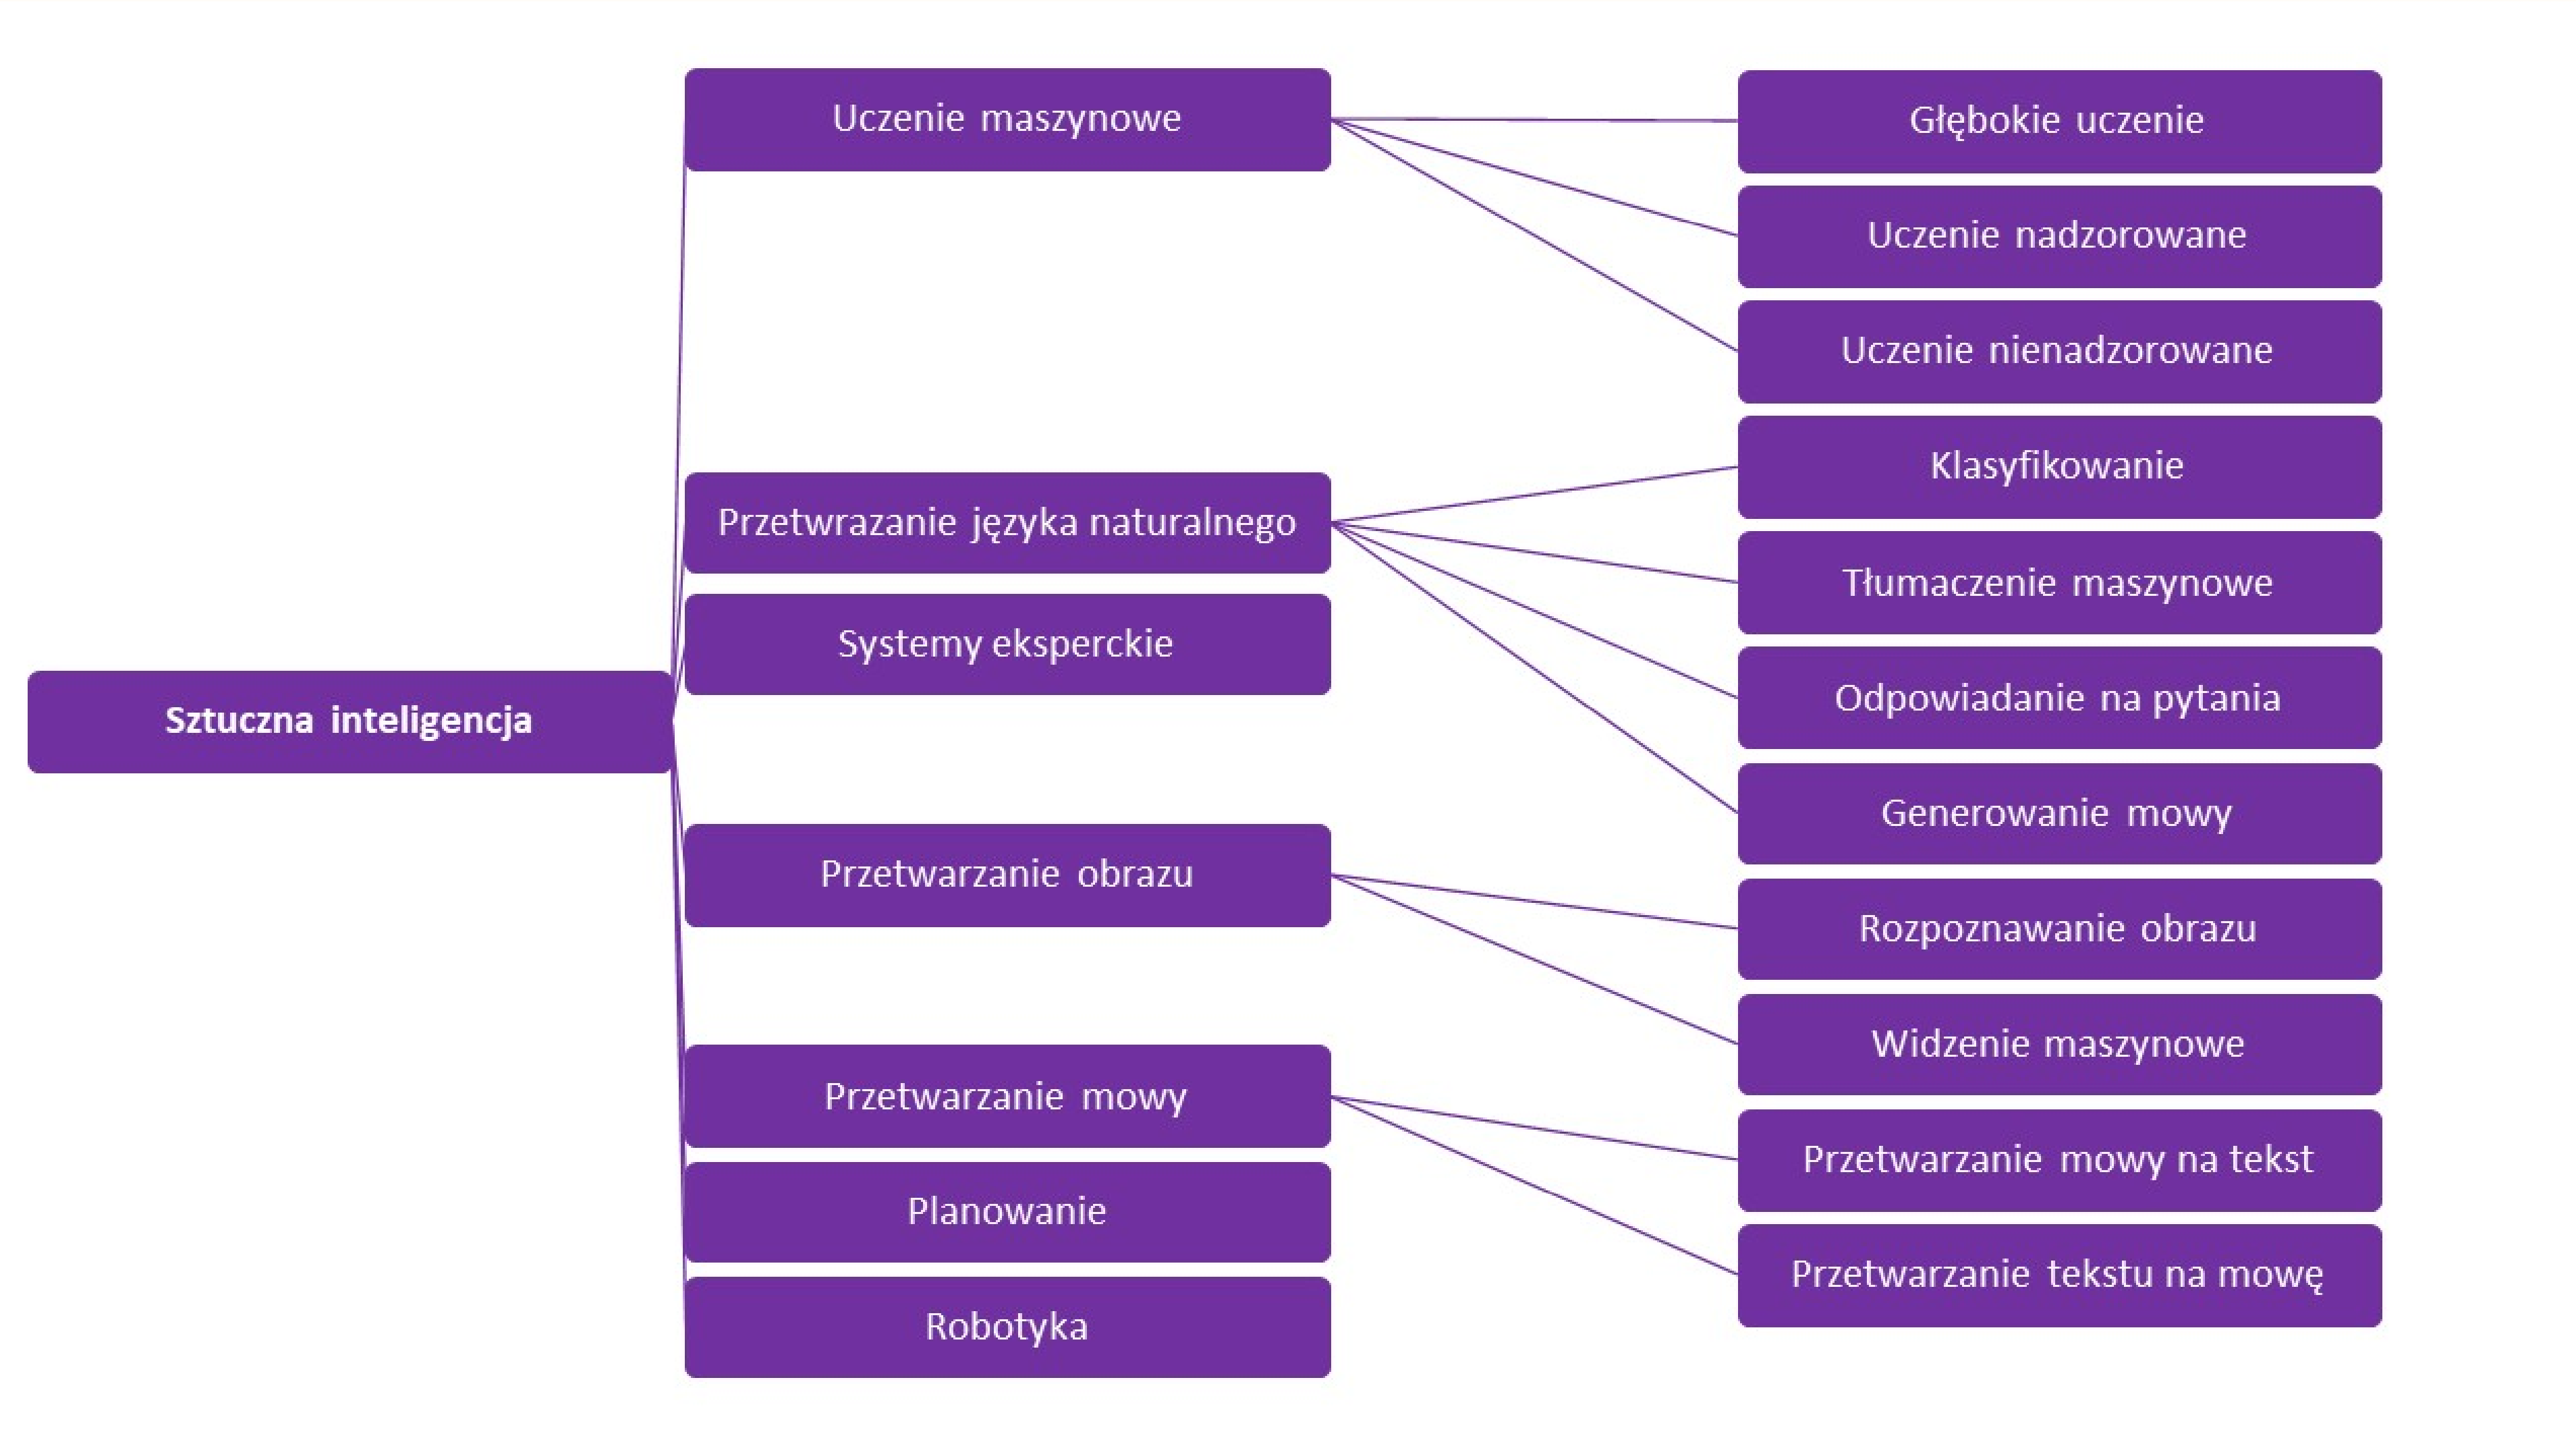 Sztuczna inteligencja
Uczenie maszynowe
Przetwrazanie języka naturalnego
Systemy eksperckie
Przetwarzanie obrazu
Przetwarzanie mowy
Planowanie
Robotyka
Głębokie uczenie
Uczenie nadzorowane
Uczenie nienadzorowane
Klasyfikowanie
Tłumaczenie maszynowe
Odpowiadanie na pytania
Generowanie mowy
Rozpoznawanie obrazu
Widzenie maszynowe
Przetwarzanie mowy na tekst
Przetwarzanie tekstu na mowę